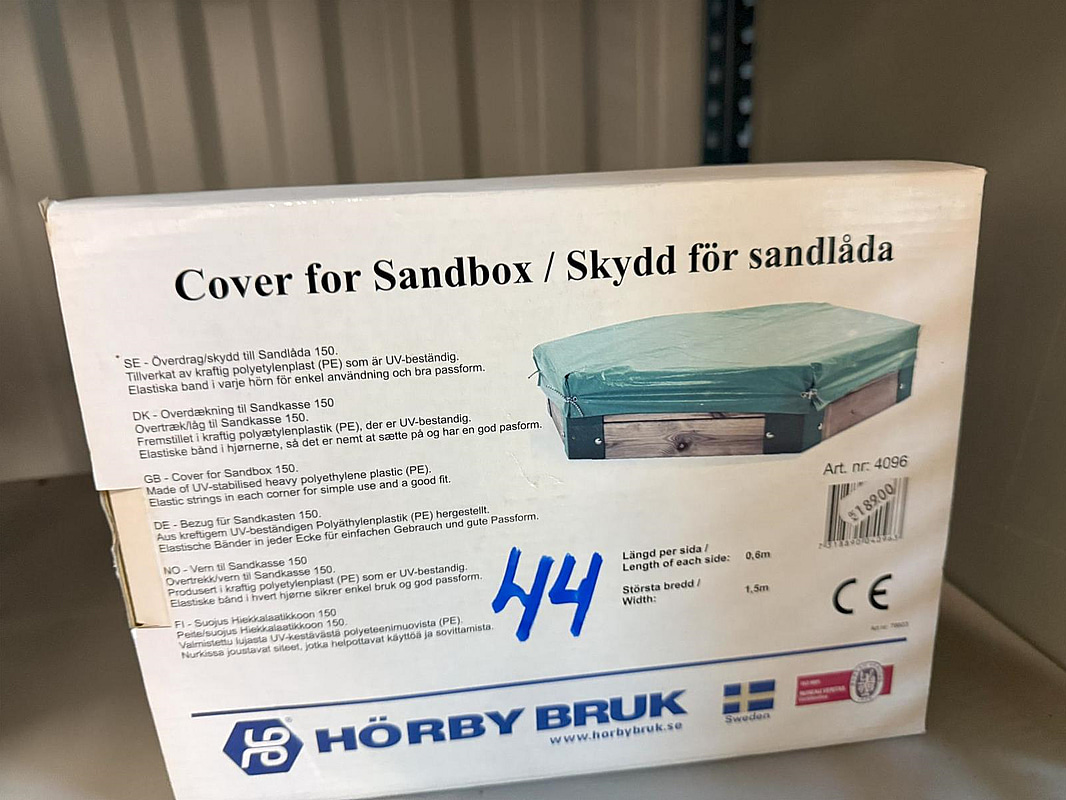 Cover for Sandbox / Skydd för sandlåda
SE - Överdrag/skydd till Sandlåda 150.
Tillverkat av kraftig polyetylenplast (PE) som är UV-beständig.
Elastiska band i varje hörn för enkel användning och bra passform.
DK - Overdækning til Sandkasse 150
Overtræk/låg til Sandkasse 150.
Fremstillet i kraftig polyætylenplastik (PE), der er UV-bestandig.
Elastiske bånd i hjørnerne, så det er nemt at sætte på og har en god pasform.
GB - Cover for Sandbox 150.
Made of UV-stabilised heavy polyethylene plastic (PE).
Elastic strings in each corner for simple use and a good fit.
DE - Bezug für Sandkasten 150.
Aus kreftigem UV-beständigen Polyäthylenplastik (PE) hergestellt.
Elastische Bänder in jeder Ecke für einfachen Gebrauch und gute Passform.
NO - Vern til Sandkasse 150.
Overtrekk/vern til Sandkasse 150.
Produsert i kraftig polyetylenplast (PE) som er UV-bestandig.
Elastiske bånd i hvert hjørne sikrer enkel bruk og god passform.
FI - Suojus Hiekkalaatikkoon 150
Peite/suojus Hiekkalaatikkoon 150.
Valmistettu lujasta UV-kestävästä polyeteenimuovista (PE).
Nurkissa joustavat siteet, jotka helpottavat käyttöä ja sovittamista.
Art. nr: 4096
18900
44
Längd per sida /
Length of each side: 0,6m
Största bredd /
Width: 1,5m
CE
HÖRBY BRUK
www.horbybruk.se
Sweden